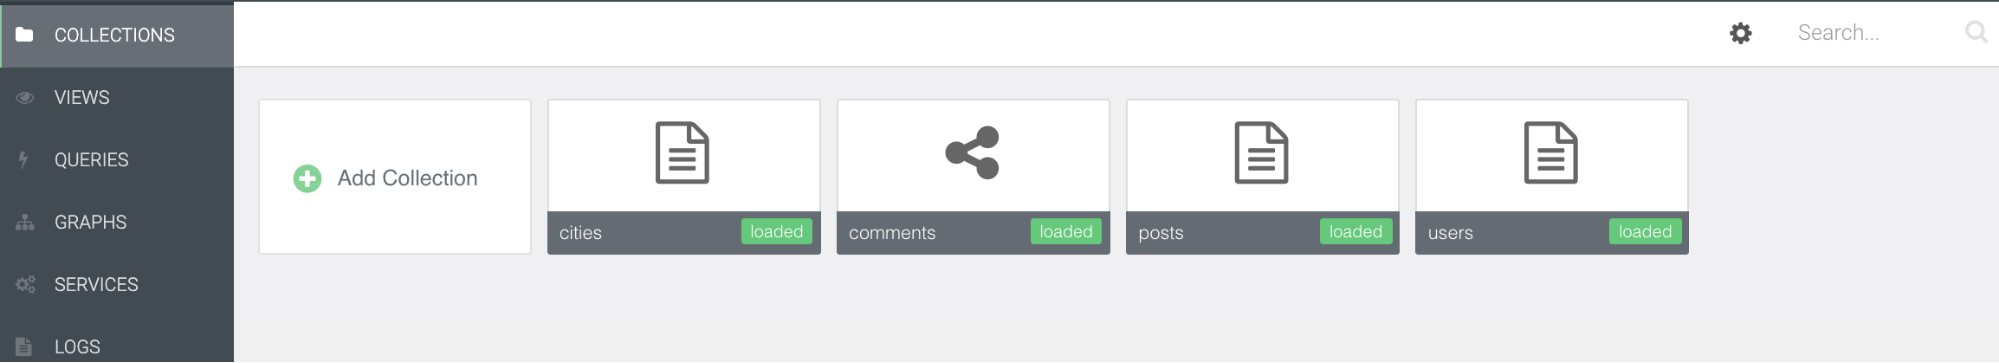 COLLECTIONS
VIEWS
QUERIES
GRAPHS
SERVICES
LOGS
Search...
Add Collection
cities loaded
comments loaded
posts loaded
users loaded